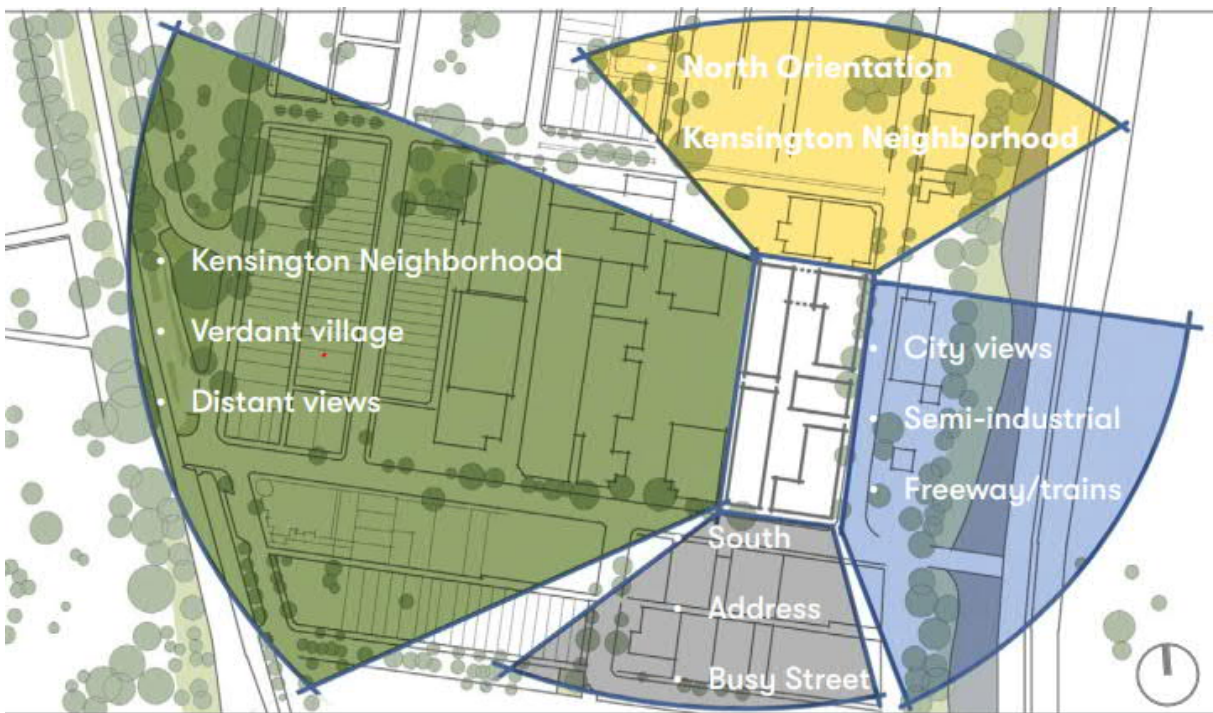 • North Orientation
• Kensington Neighborhood
• Kensington Neighborhood
• Verdant village
• Distant views
• City views
• Semi-industrial
• Freeway/trains
• South
• Address
• Busy Street